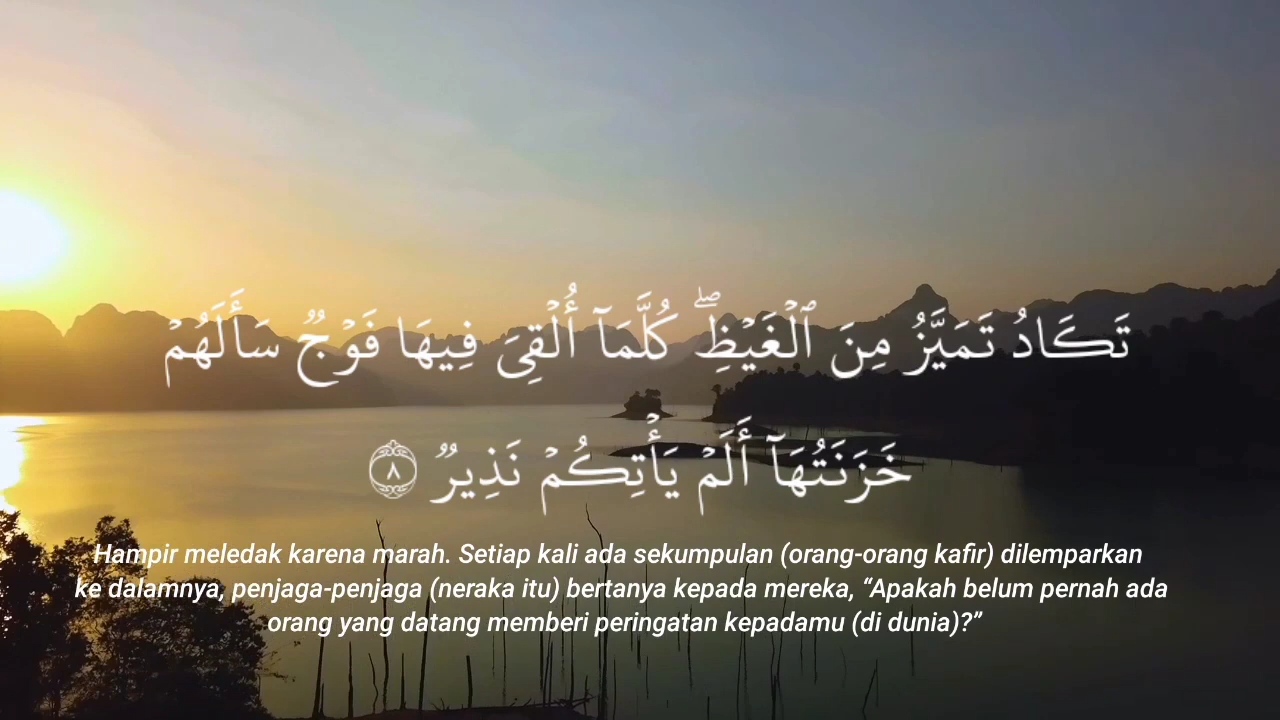 تَكَادُ تَمَيَّزُ مِنَ ٱلۡغَيۡظِۖ كُلَّمَآ أُلۡقِيَ فِيهَا فَوۡجٞ سَأَلَهُمۡ
خَزَنَتُهَآ أَلَمۡ يَأۡتِكُمۡ نَذِيرٞ ٨
Hampir meledak karena marah. Setiap kali ada sekumpulan (orang-orang kafir) dilemparkan
ke dalamnya, penjaga-penjaga (neraka itu) bertanya kepada mereka, “Apakah belum pernah ada
orang yang datang memberi peringatan kepadamu (di dunia)?”